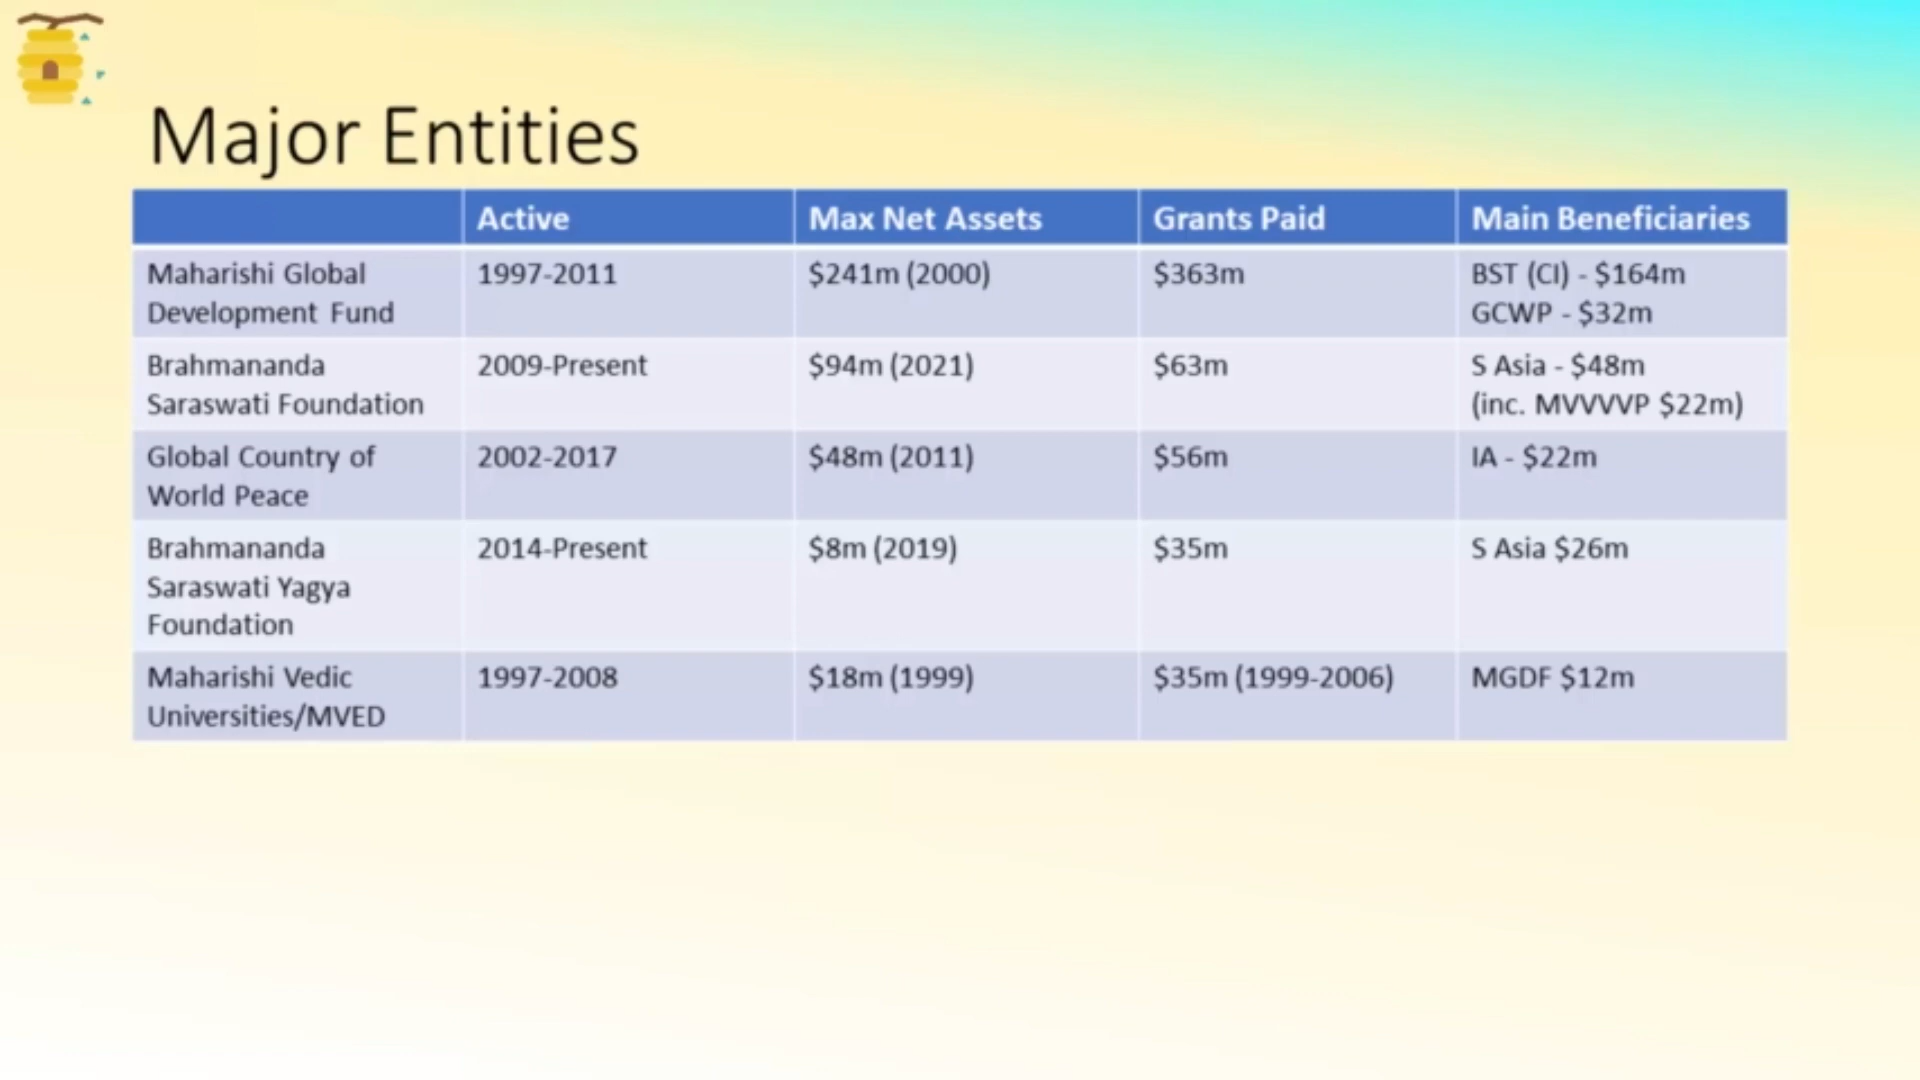 Major Entities
Active
Max Net Assets
Grants Paid
Main Beneficiaries
Maharishi Global
Development Fund
1997-2011
$241m (2000)
$363m
BST (CI) - $164m
GCWP - $32m
Brahmananda
Saraswati Foundation
2009-Present
$94m (2021)
$63m
S Asia - $48m
(inc. MVVVVP $22m)
Global Country of
World Peace
2002-2017
$48m (2011)
$56m
IA - $22m
Brahmananda
Saraswati Yagya
Foundation
2014-Present
$8m (2019)
$35m
S Asia $26m
Maharishi Vedic
Universities/MVED
1997-2008
$18m (1999)
$35m (1999-2006)
MGDF $12m